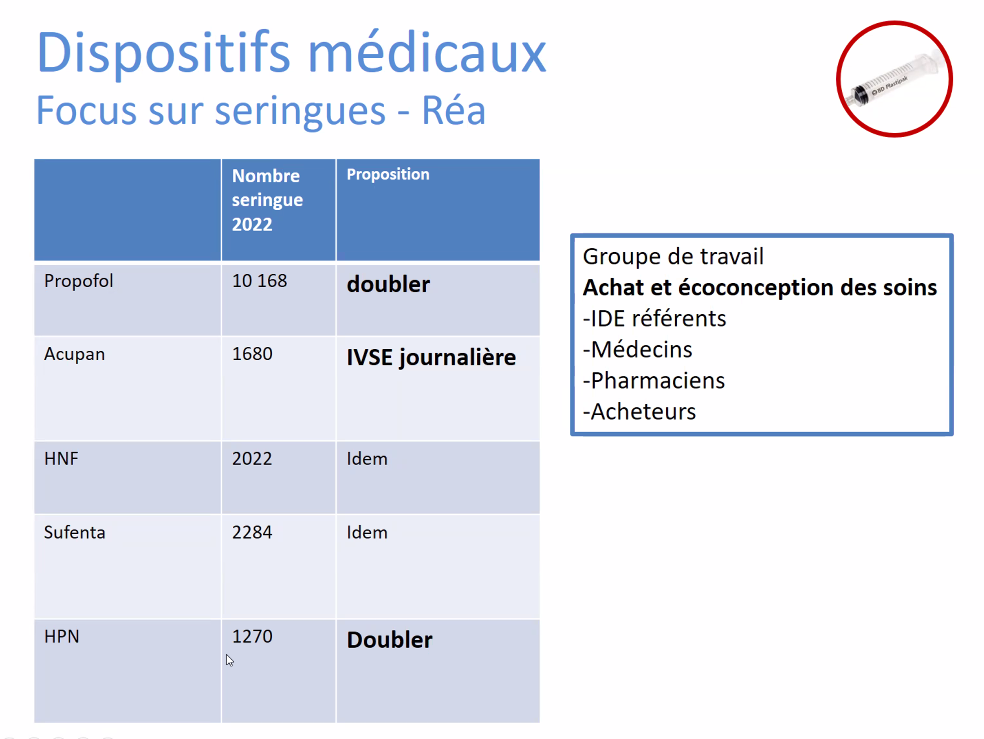 Dispositifs médicaux
Focus sur seringues - Réa
BD Plastipak
Nombre
seringue
2022
Proposition
Propofol 10 168 doubler
Acupan 1680 IVSE journalière
HNF 2022 Idem
Sufenta 2284 Idem
HPN 1270 Doubler
Groupe de travail
Achat et écoconception des soins
-IDE référents
-Médecins
-Pharmaciens
-Acheteurs